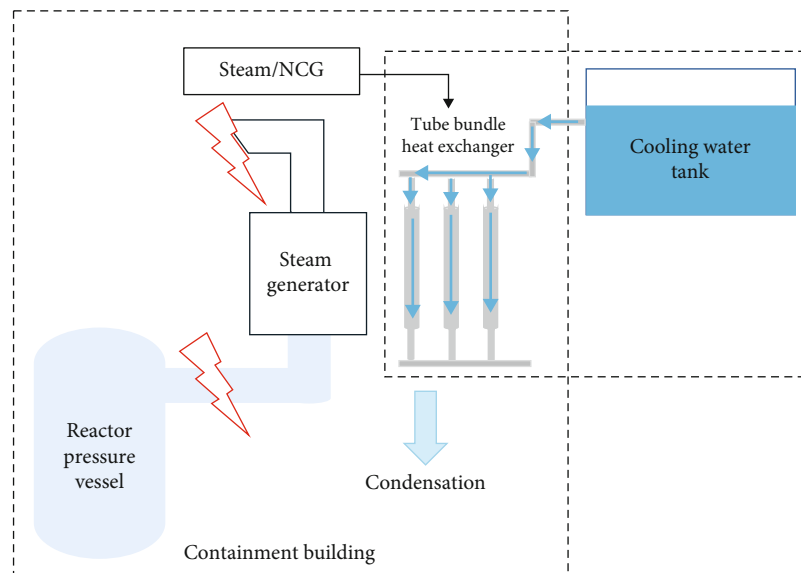 Steam/NCG
Tube bundle
heat exchanger
Cooling water
tank
Steam
generator
Reactor
pressure
vessel
Condensation
Containment building